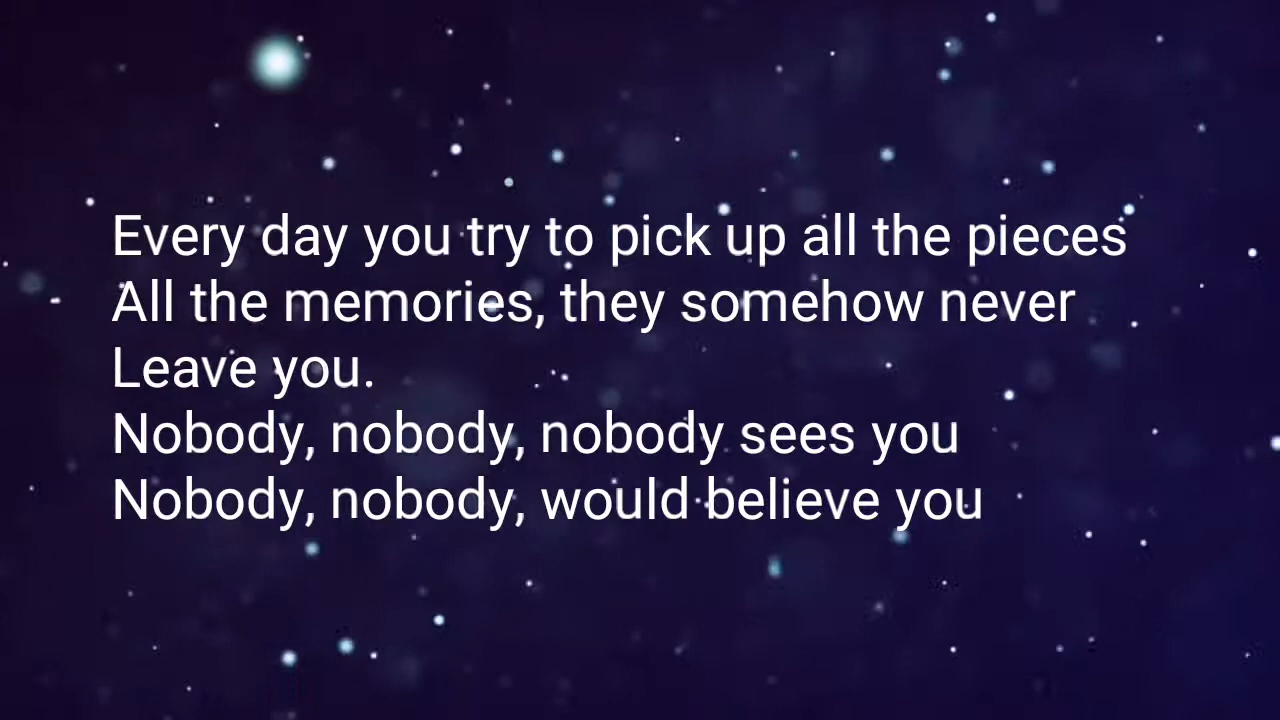 Every day you try to pick up all the pieces
All the memories, they somehow never
Leave you.
Nobody, nobody, nobody sees you
Nobody, nobody, would believe you